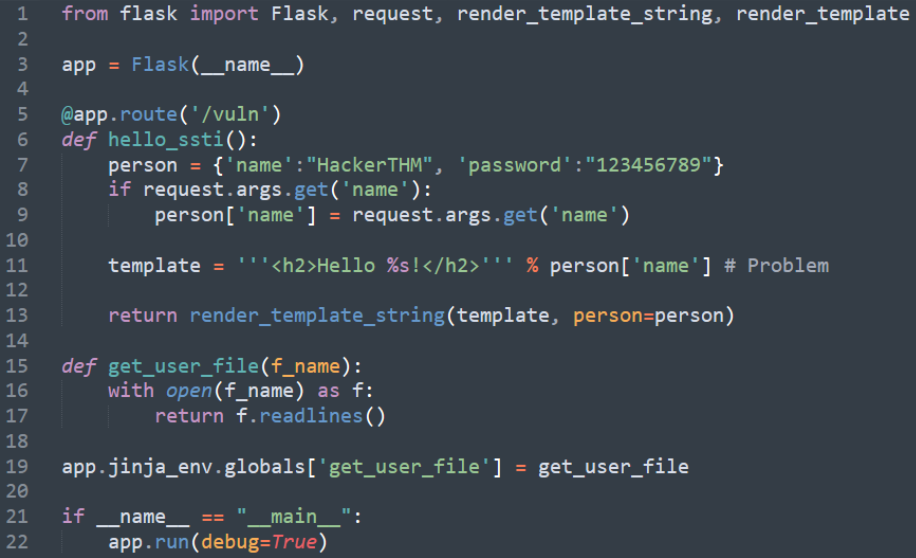 1 from flask import Flask, request, render_template_string, render_template
2
3 app = Flask(__name__)
4
5 @app.route('/vuln')
6 def hello_ssti():
7     person = {'name':"HackerTHM", 'password':"123456789"}
8     if request.args.get('name'):
9         person['name'] = request.args.get('name')
10
11     template = '''<h2>Hello %s!</h2>''' % person['name'] # Problem
12
13     return render_template_string(template, person=person)
14
15 def get_user_file(f_name):
16     with open(f_name) as f:
17         return f.readlines()
18
19 app.jinja_env.globals['get_user_file'] = get_user_file
20
21 if __name__ == "__main__":
22     app.run(debug=True)